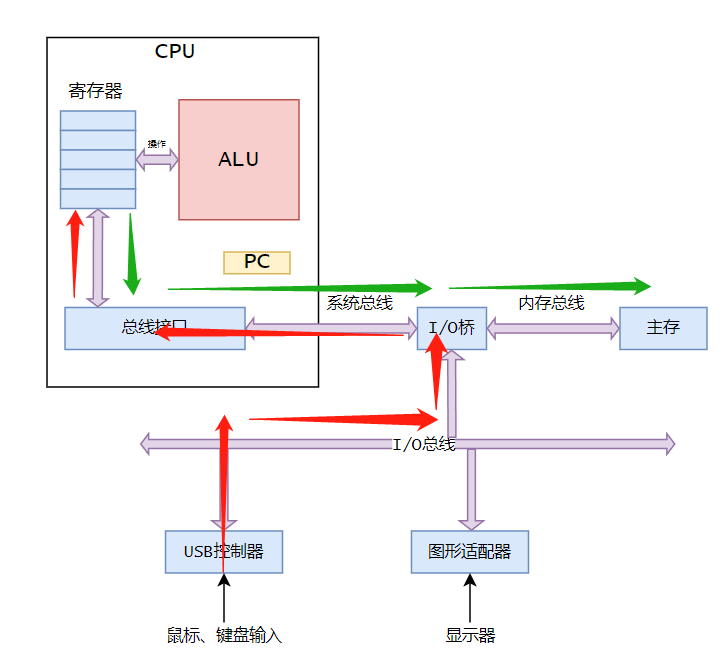 CPU
寄存器
操作
ALU
PC
系统总线
内存总线
总线接口
I/O桥
主存
I/O总线
USB控制器
图形适配器
鼠标、键盘输入
显示器